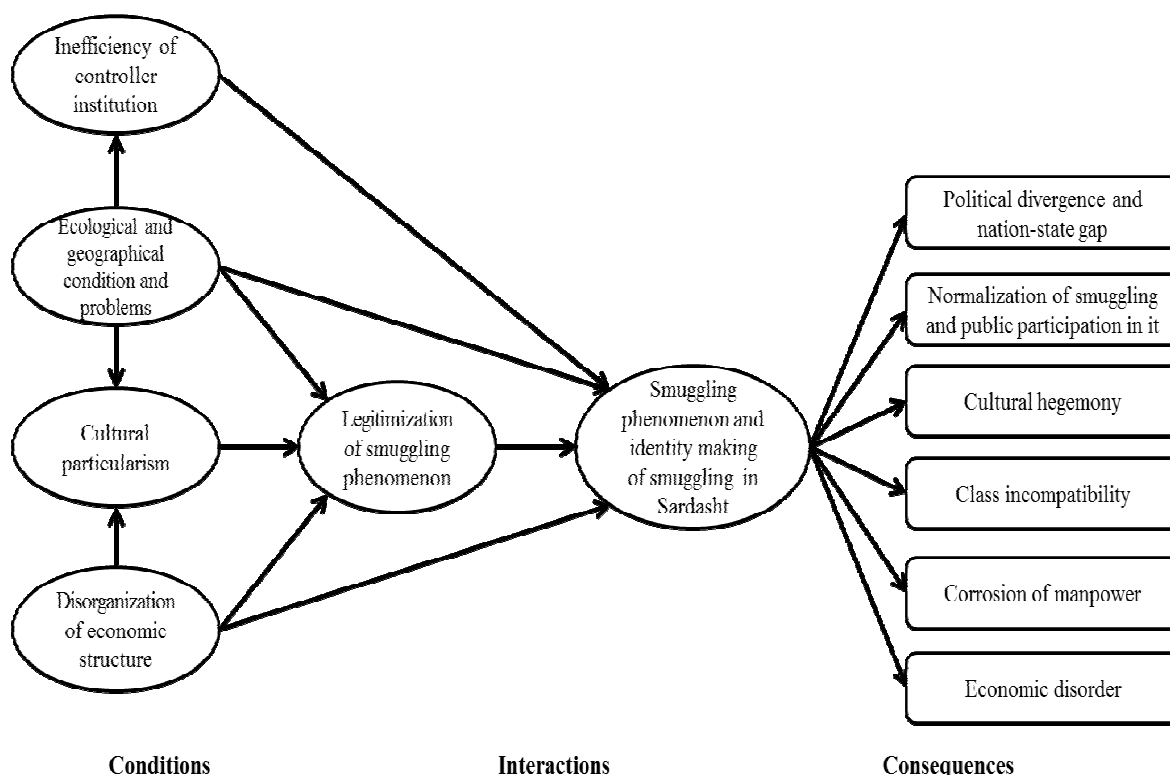 Inefficiency of
controller
institution
Ecological and
geographical
condition and
problems
Cultural
particularism
Disorganization
of economic
structure
Legitimization
of smuggling
phenomenon
Smuggling
phenomenon and
identity making
of smuggling in
Sardasht
Political divergence and
nation-state gap
Normalization of smuggling
and public participation in it
Cultural hegemony
Class incompatibility
Corrosion of manpower
Economic disorder
Conditions
Interactions
Consequences